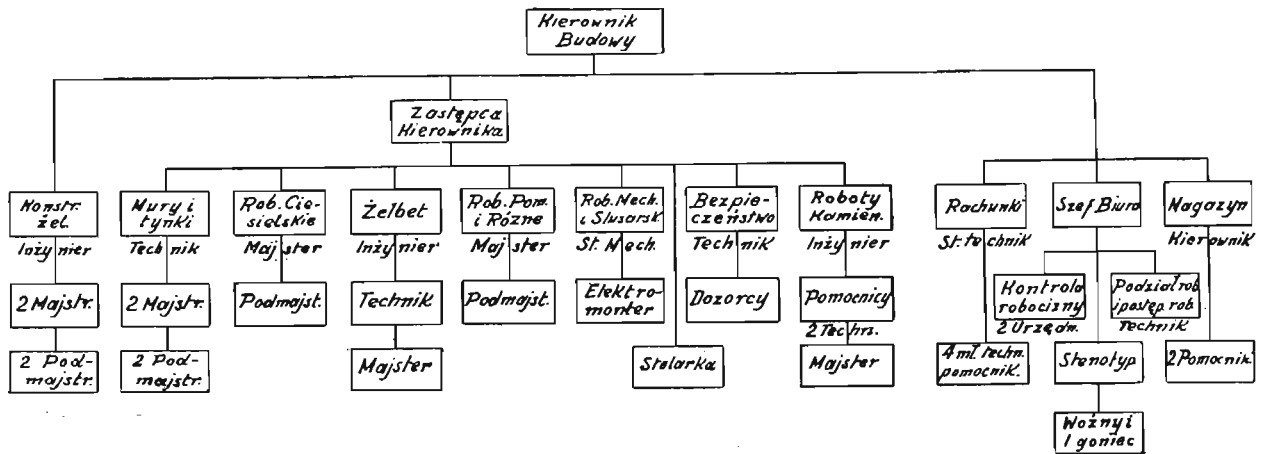 Kierownik
Budowy
Zastępca
Kierownika
Konstr.
żel.
Inżynier
2 Majstr.
2 Pod-
majstr.
Mury i
tynki
Technik
2 Majstr.
2 Pod-
majstr.
Rob. Cie-
sielskie
Majster
Podmajst.
Żelbet
Inżynier
Technik
Majster
Rob. Pom.
i Różne
Majster
Podmajst.
Rob. Mech.
i Slusarsk
St. Mech.
Elektro-
monter
Stolarka
Bezpie-
czeństwo
Technik
Dozorcy
Roboty
Kamien.
Inżynier
Pomocnicy
2 Techn.
Majster
Rachunki
St. technik
4 mł. techn.
pomocnik.
Szef Biura
Kontrola
robocizny
2 Urzędn.
Podział rob.
i postęp rob.
Technik
Stenotyp
Woźny i
1 goniec
Magazyn
Kierownik
2 Pomocnik.